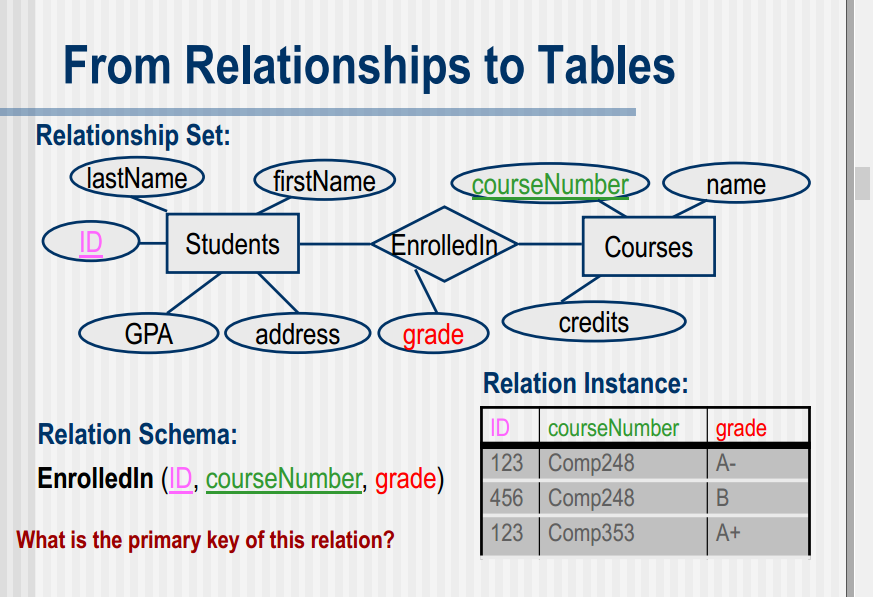 From Relationships to Tables
Relationship Set:
lastName
firstName
courseNumber
name
ID
Students
EnrolledIn
Courses
GPA
address
grade
credits
Relation Instance:
ID courseNumber grade
123 Comp248 A-
456 Comp248 B
123 Comp353 A+
Relation Schema:
EnrolledIn (ID, courseNumber, grade)
What is the primary key of this relation?